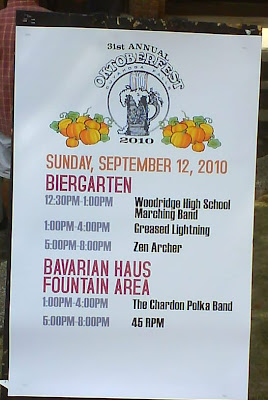 31st ANNUAL
OKTOBERFEST
2010
SUNDAY, SEPTEMBER 12, 2010
BIERGARTEN
12:30PM-1:00PM Woodridge High School
Marching Band
1:00PM-4:00PM Greased Lightning
5:00PM-8:00PM Zen Archer
BAVARIAN HAUS
FOUNTAIN AREA
1:00PM-4:00PM The Chardon Polka Band
5:00PM-8:00PM 45 RPM